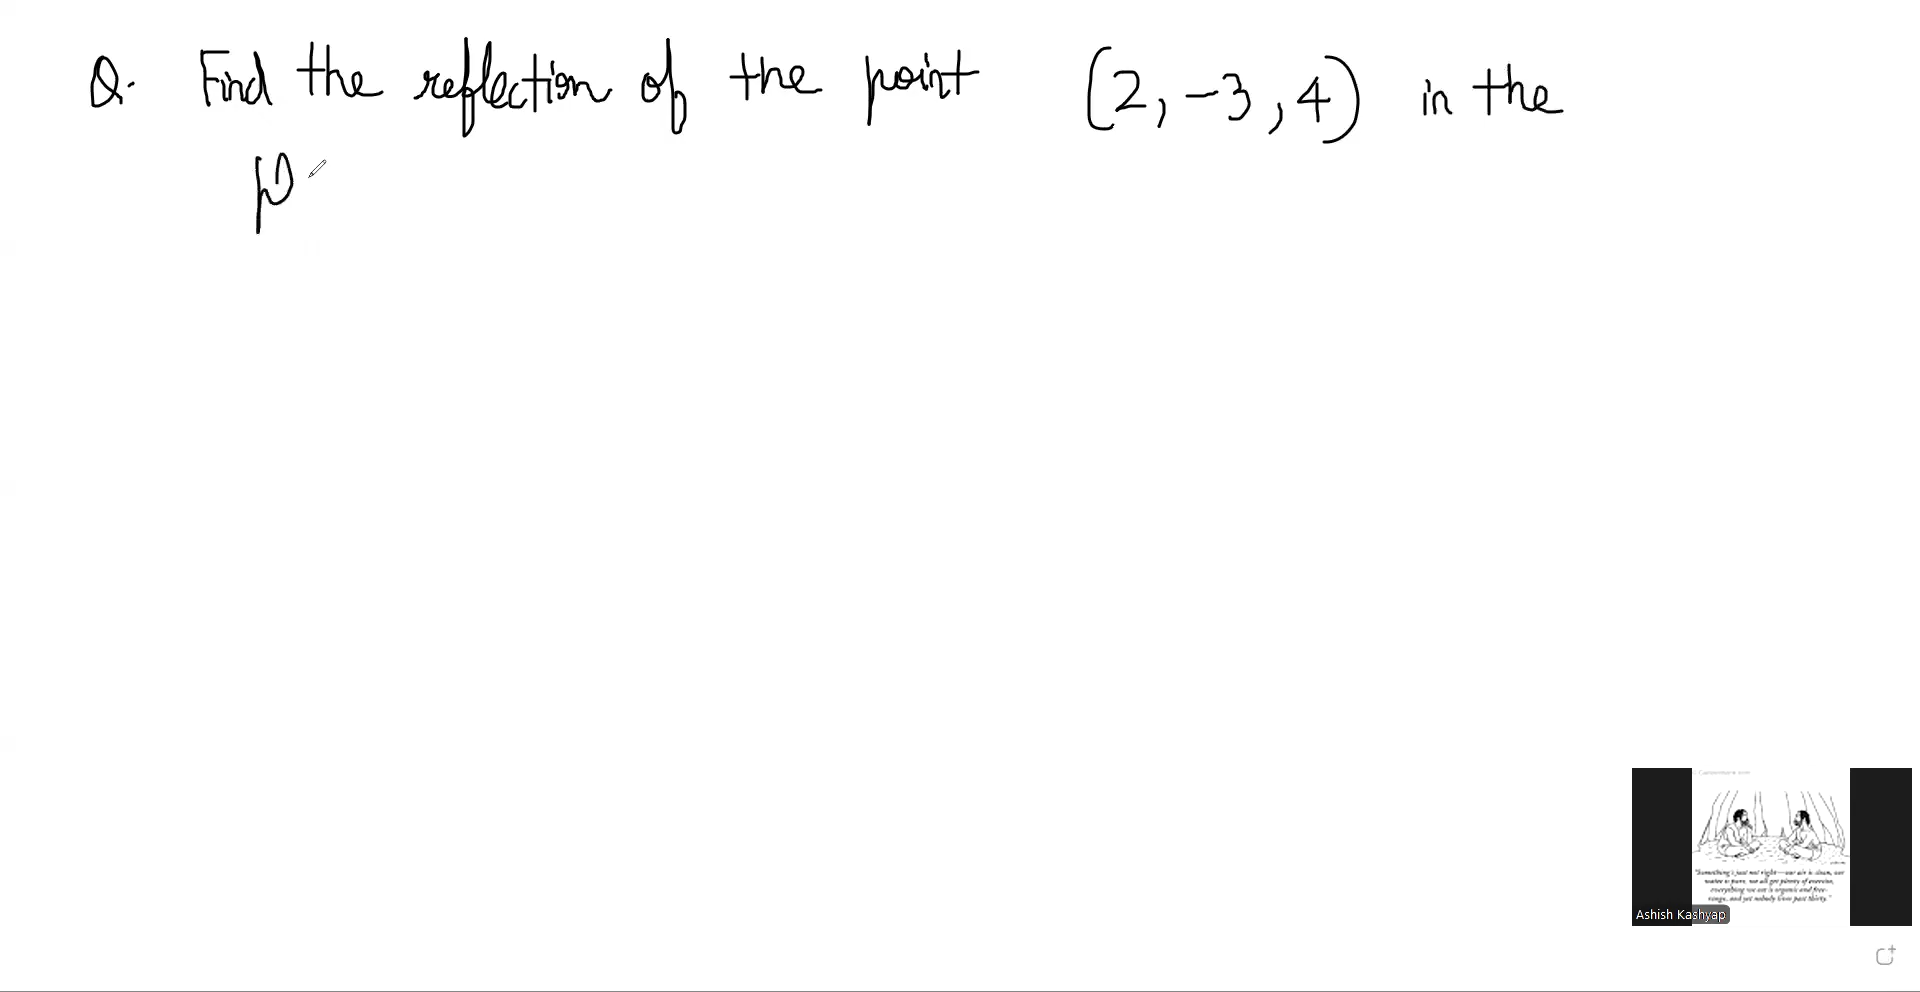 Q. Find the reflection of the point (2, -3, 4) in the
p
Ashish Kashyap